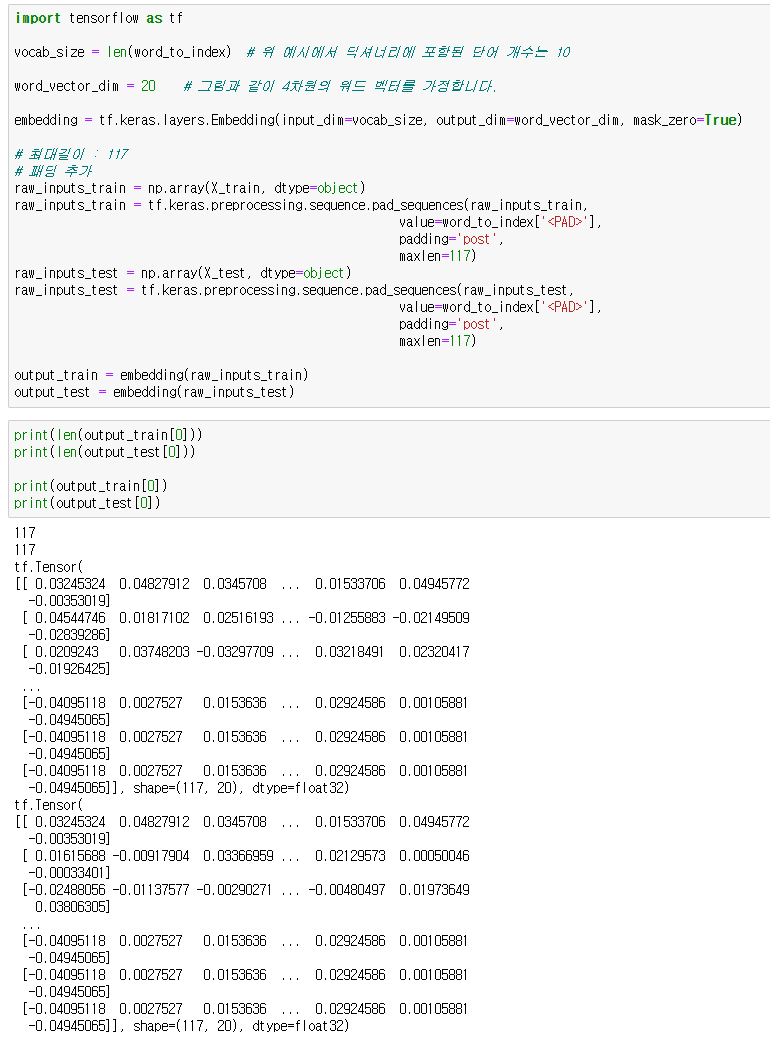 import tensorflow as tf
vocab_size = len(word_to_index)  # 위 예시에서 딕셔너리에 포함된 단어 개수는 10
word_vector_dim = 20    # 그림과 같이 4차원의 워드 벡터를 가정합니다.
embedding = tf.keras.layers.Embedding(input_dim=vocab_size, output_dim=word_vector_dim, mask_zero=True)
# 최대길이 : 117
# 패딩 추가
raw_inputs_train = np.array(X_train, dtype=object)
raw_inputs_train = tf.keras.preprocessing.sequence.pad_sequences(raw_inputs_train,
value=word_to_index['<PAD>'],
padding='post',
maxlen=117)
raw_inputs_test = np.array(X_test, dtype=object)
raw_inputs_test = tf.keras.preprocessing.sequence.pad_sequences(raw_inputs_test,
value=word_to_index['<PAD>'],
padding='post',
maxlen=117)
output_train = embedding(raw_inputs_train)
output_test = embedding(raw_inputs_test)
print(len(output_train[0]))
print(len(output_test[0]))
print(output_train[0])
print(output_test[0])
117
117
tf.Tensor(
[[ 0.03245324  0.04827912  0.0345708  ...  0.01533706  0.04945772
-0.00353019]
[ 0.04544746  0.01817102  0.02516193 ... -0.01255883 -0.02149509
-0.02839286]
[ 0.0209243   0.03748203 -0.03297709 ...  0.03218491  0.02320417
-0.01926425]
...
[-0.04095118  0.0027527   0.0153636  ...  0.02924586  0.00105881
-0.04945065]
[-0.04095118  0.0027527   0.0153636  ...  0.02924586  0.00105881
-0.04945065]
[-0.04095118  0.0027527   0.0153636  ...  0.02924586  0.00105881
-0.04945065]], shape=(117, 20), dtype=float32)
tf.Tensor(
[[ 0.03245324  0.04827912  0.0345708  ...  0.01533706  0.04945772
-0.00353019]
[ 0.01615688 -0.00917904  0.03366959 ...  0.02129573  0.00050046
-0.00033401]
[-0.02488056 -0.01137577 -0.00290271 ... -0.00480497  0.01973649
0.03806305]
...
[-0.04095118  0.0027527   0.0153636  ...  0.02924586  0.00105881
-0.04945065]
[-0.04095118  0.0027527   0.0153636  ...  0.02924586  0.00105881
-0.04945065]
[-0.04095118  0.0027527   0.0153636  ...  0.02924586  0.00105881
-0.04945065]], shape=(117, 20), dtype=float32)